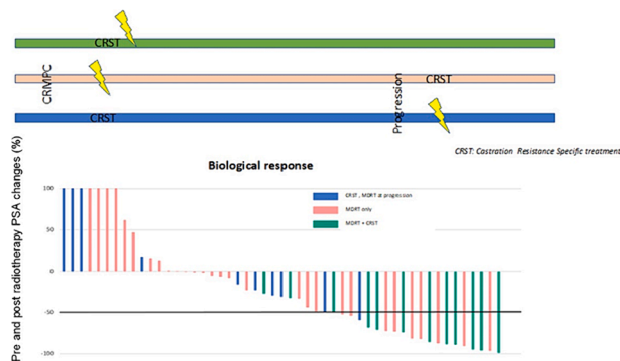 CRST
CRMPC
Progression
CRST
CRST
CRST: Castration Resistance Specific treatment
Biological response
Pre and post radiotherapy PSA changes (%)
100
50
0
-50
-100
CRST , MDRT at progression
MDRT only
MDRT + CRST